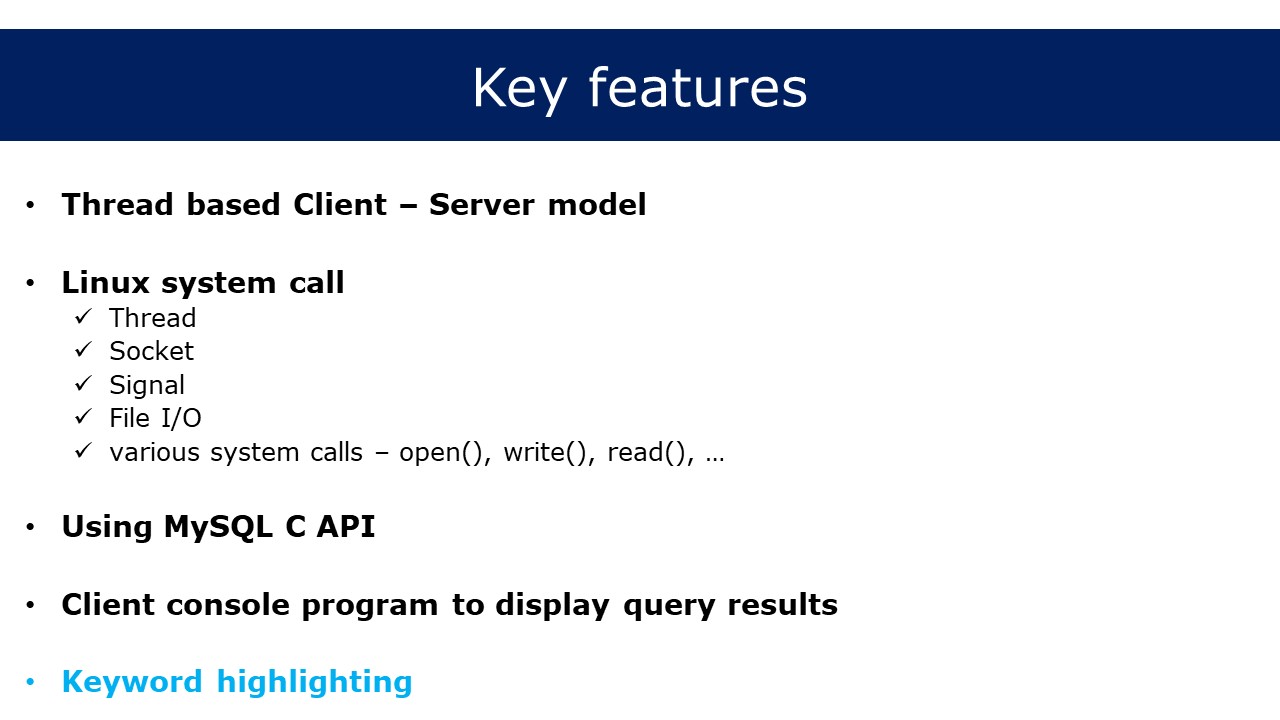 Key features
• Thread based Client – Server model
• Linux system call
✓ Thread
✓ Socket
✓ Signal
✓ File I/O
✓ various system calls – open(), write(), read(), …
• Using MySQL C API
• Client console program to display query results
• Keyword highlighting